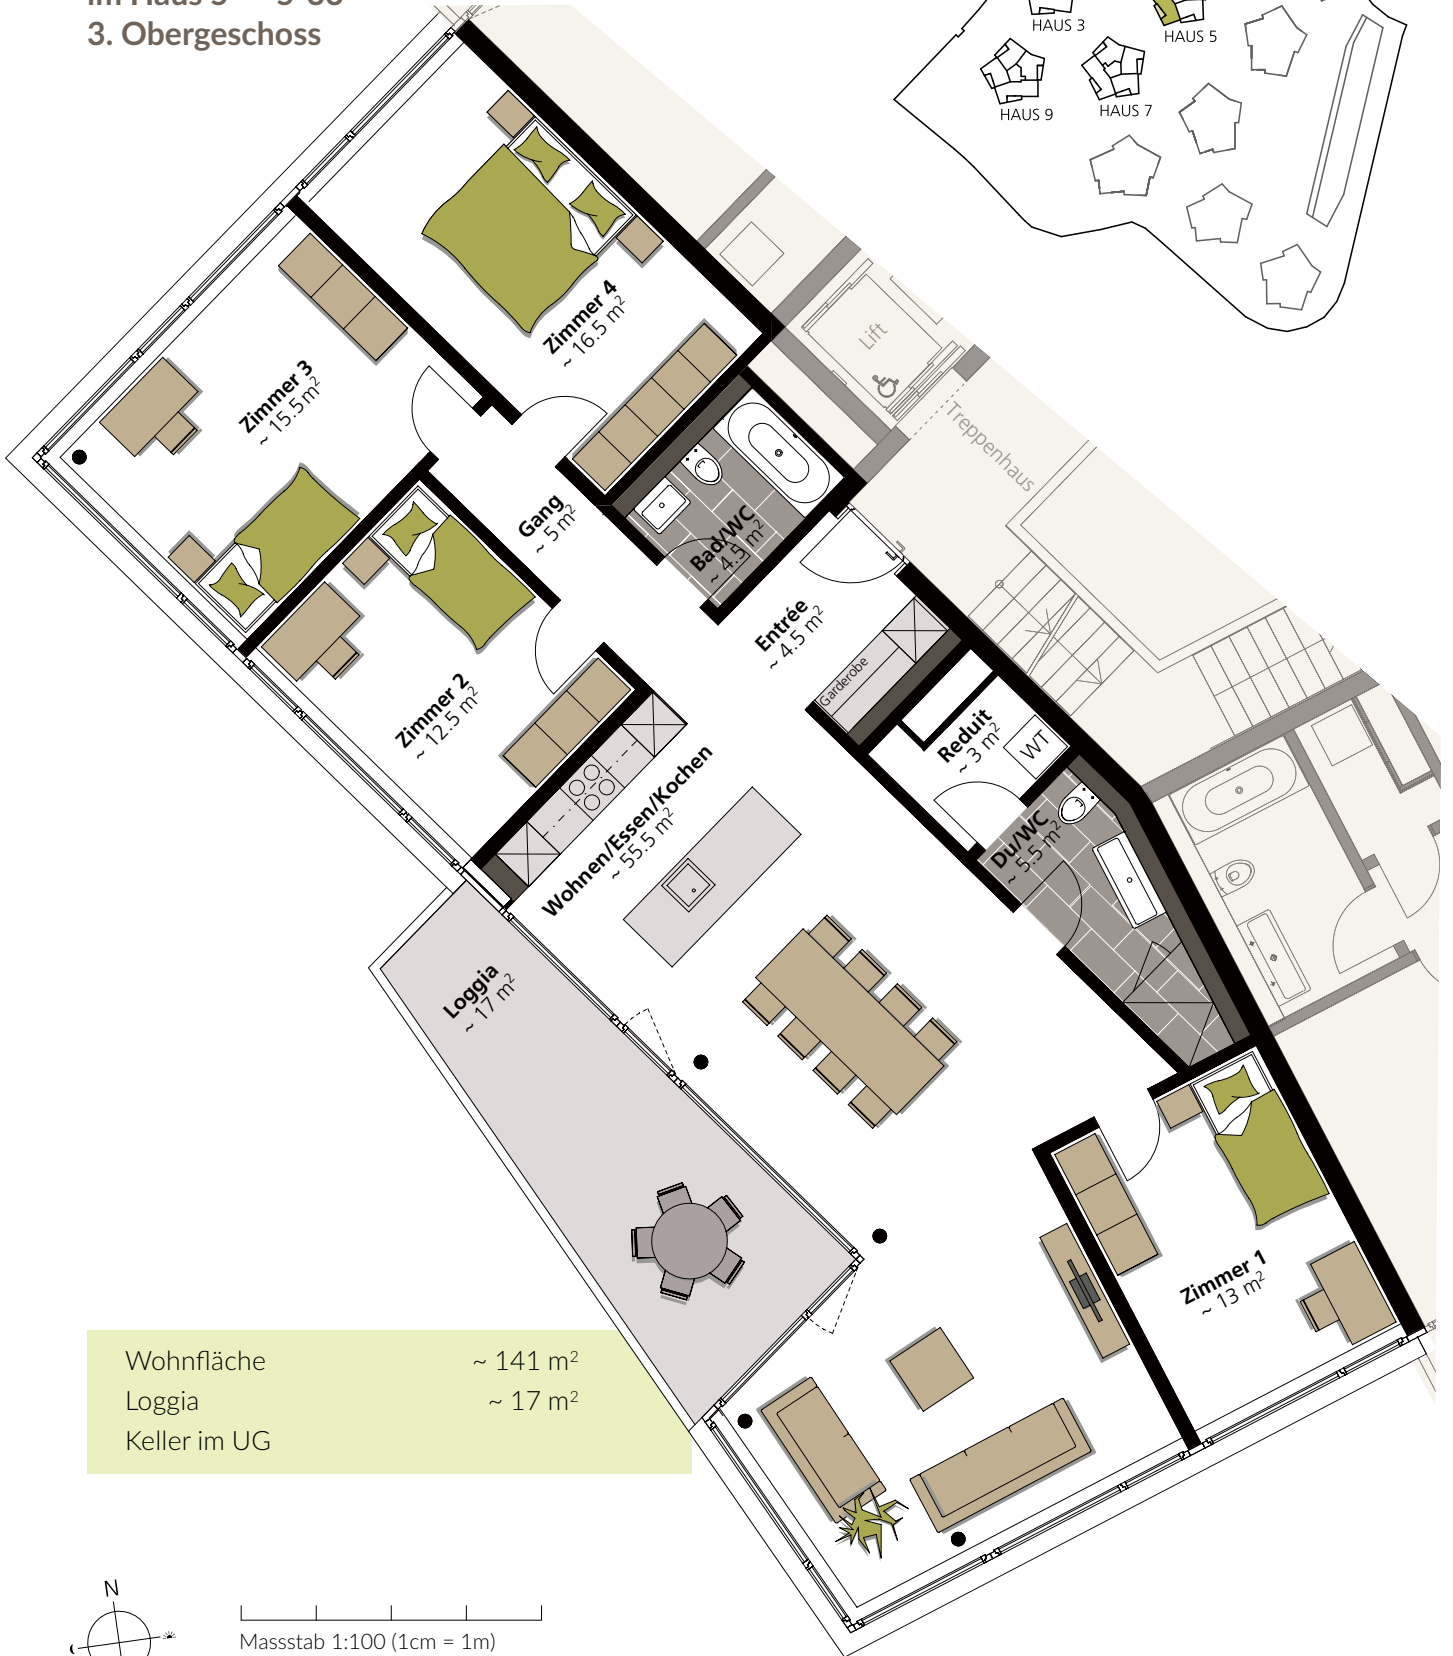 3. Obergeschoss
HAUS 3
HAUS 5
HAUS 9
HAUS 7
Zimmer 4
~ 16.5 m²
Lift
Zimmer 3
~ 15.5 m²
Treppenhaus
Gang
~ 5 m²
Bad/WC
~ 4.5 m²
Entrée
~ 4.5 m²
Garderobe
Zimmer 2
~ 12.5 m²
Reduit
~ 3 m²
WT
Wohnen/Essen/Kochen
~ 55.5 m²
Du/WC
~ 5.5 m²
Loggia
~ 17 m²
Zimmer 1
~ 13 m²
Wohnfläche ~ 141 m²
Loggia ~ 17 m²
Keller im UG
N
Massstab 1:100 (1cm = 1m)